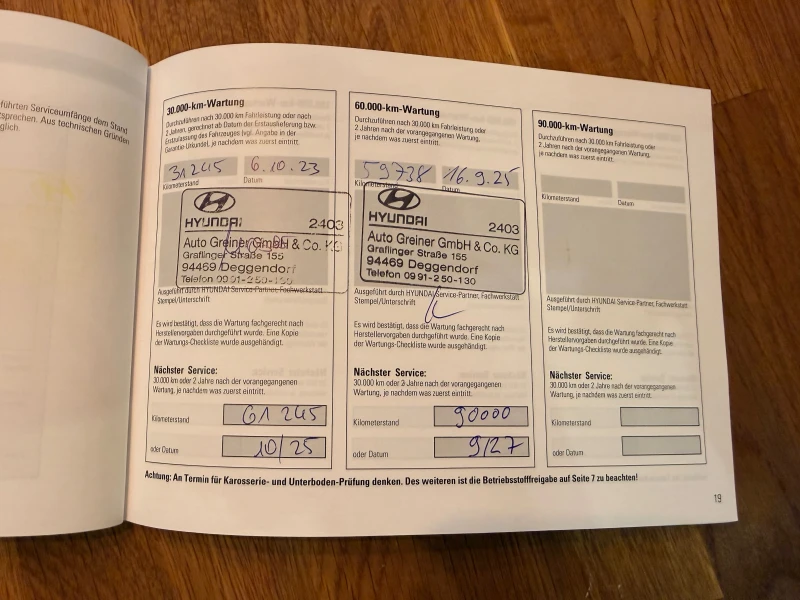 führten Serviceumfänge dem Stand
sprechen. Aus technischen Gründen
glich.
30.000-km-Wartung
Durchzuführen nach 30.000 km Fahrleistung oder nach
2 Jahren, gerechnet ab Datum der Erstauslieferung bzw.
Erstzulassung des Fahrzeuges (vgl. Angabe in der
Garantie Urkunde), je nachdem was zuerst eintritt.
31245 6.10.23
Kilometerstand Datum
HYUNDAI 2403
Auto Greiner GmbH & Co. KG
Graflinger Straße 155
94469 Deggendorf
Telefon 0991-250-130
Ausgeführt durch HYUNDAI Service-Partner, Fachwerkstatt
Stempel/Unterschrift
Es wird bestätigt, dass die Wartung fachgerecht nach
Herstellervorgaben durchgeführt wurde. Eine Kopie
der Wartungs-Checkliste wurde ausgehändigt.
Nächster Service:
30.000 km oder 2 Jahre nach der vorangegangenen
Wartung, je nachdem was zuerst eintritt.
Kilometerstand 61245
oder Datum 10/25
60.000-km-Wartung
Durchzuführen nach 30.000 km Fahrleistung oder
2 Jahren nach der vorangegangenen Wartung,
je nachdem was zuerst eintritt.
59738 16.9.25
Kilometerstand Datum
HYUNDAI 2403
Auto Greiner GmbH & Co. KG
Graflinger Straße 155
94469 Deggendorf
Telefon 0991-250-130
Ausgeführt durch HYUNDAI Service-Partner, Fachwerkstatt
Stempel/Unterschrift
Es wird bestätigt, dass die Wartung fachgerecht nach
Herstellervorgaben durchgeführt wurde. Eine Kopie
der Wartungs-Checkliste wurde ausgehändigt.
Nächster Service:
30.000 km oder 2 Jahre nach der vorangegangenen
Wartung, je nachdem was zuerst eintritt.
Kilometerstand 90000
oder Datum 9/27
90.000-km-Wartung
Durchzuführen nach 30.000 km Fahrleistung oder
2 Jahren nach der vorangegangenen Wartung,
je nachdem was zuerst eintritt.
Kilometerstand Datum
Ausgeführt durch HYUNDAI Service-Partner, Fachwerkstatt
Stempel/Unterschrift
Es wird bestätigt, dass die Wartung fachgerecht nach
Herstellervorgaben durchgeführt wurde. Eine Kopie
der Wartungs-Checkliste wurde ausgehändigt.
Nächster Service:
30.000 km oder 2 Jahre nach der vorangegangenen
Wartung, je nachdem was zuerst eintritt.
Kilometerstand
oder Datum
Achtung: An Termin für Karosserie- und Unterboden-Prüfung denken. Des weiteren ist die Betriebsstofffreigabe auf Seite 7 zu beachten!
19